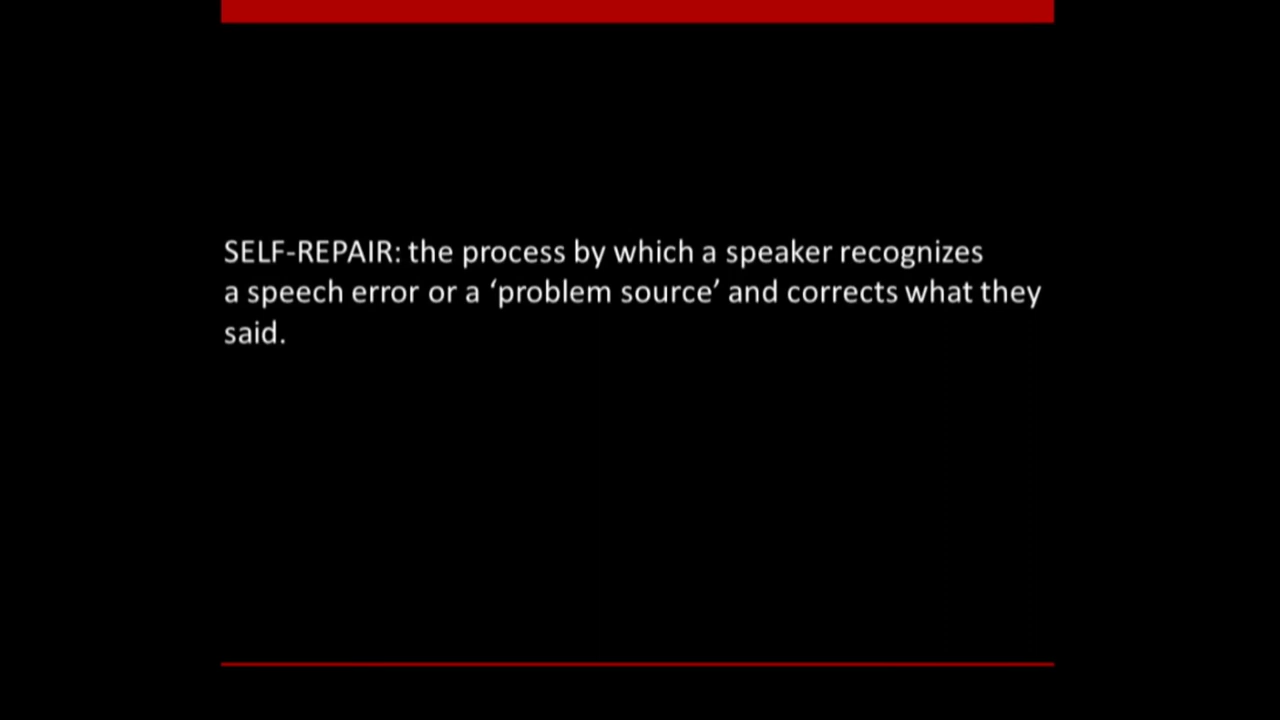 SELF-REPAIR: the process by which a speaker recognizes
a speech error or a ‘problem source’ and corrects what they
said.